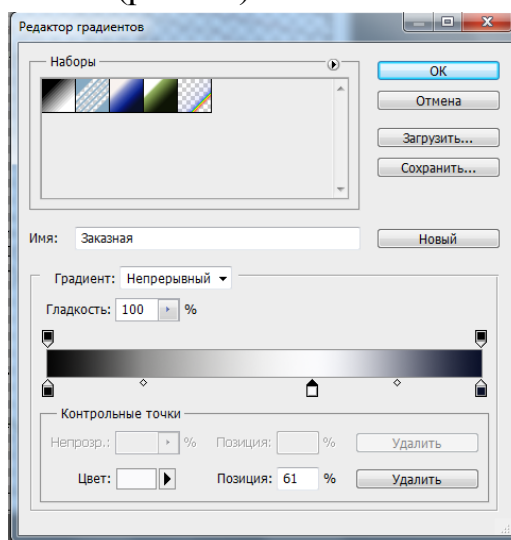 Редактор градиентов
Наборы
ОК
Отмена
Загрузить...
Сохранить...
Имя: Заказная
Новый
Градиент: Непрерывный
Гладкость: 100 %
Контрольные точки
Непрозр.: % Позиция: % Удалить
Цвет: Позиция: 61 % Удалить